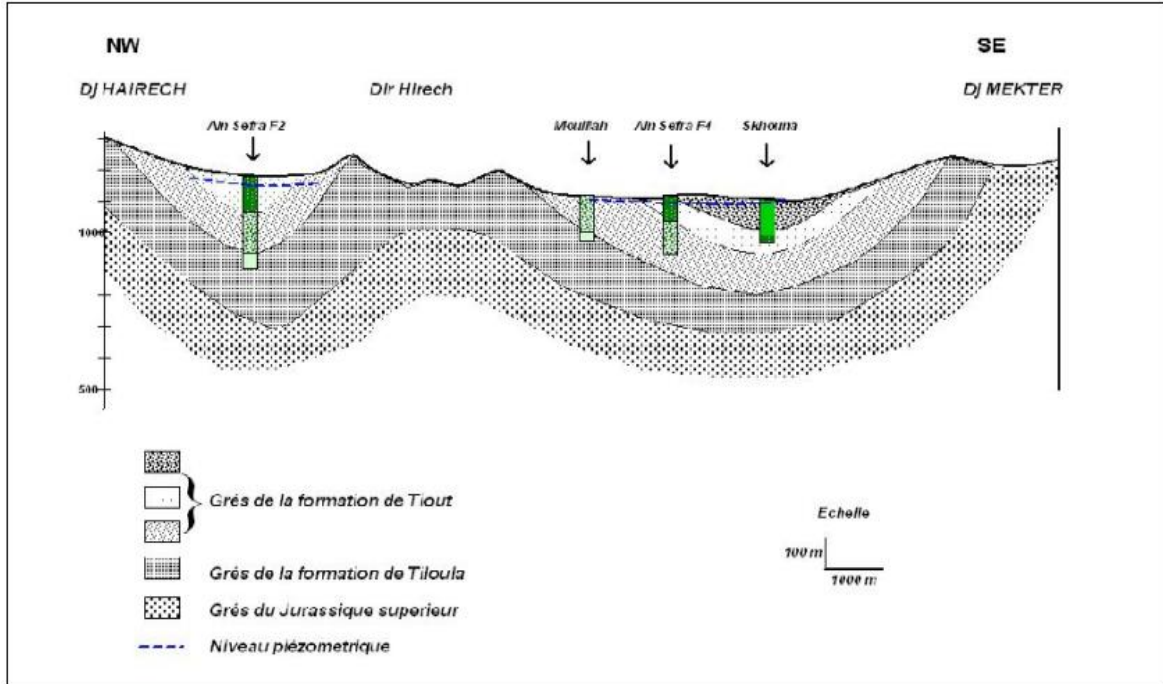 NW SE
Dj HAIRECH Dir Hirech Dj MEKTER
Ain Sefra F2 Mouilah Ain Sefra F4 Skhouna
1000
500
Grés de la formation de Tiout
Echelle
Grés de la formation de Tiloula
100 m
1000 m
Grés du Jurassique superieur
Niveau piézometrique